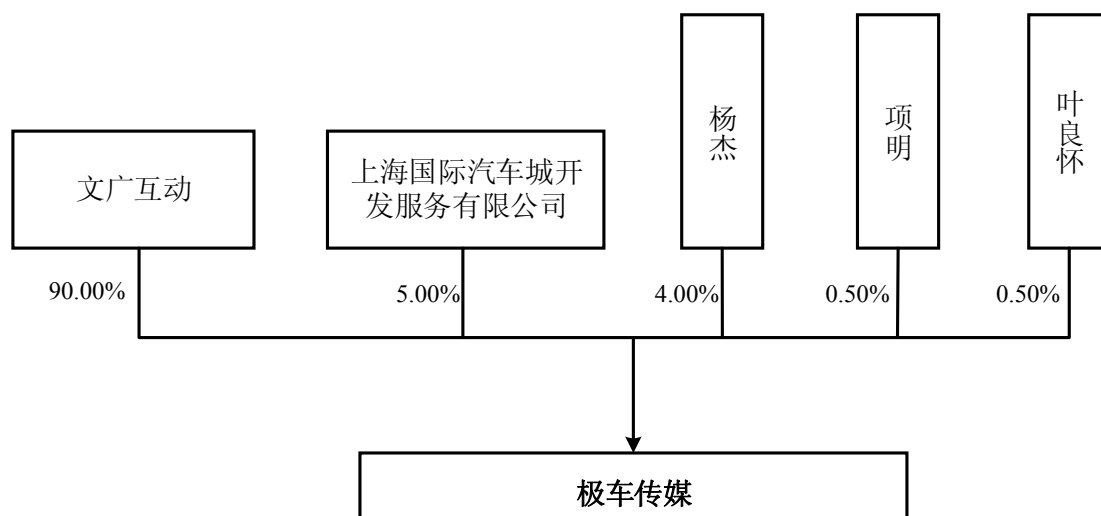 文广互动
上海国际汽车城开
发服务有限公司
杨杰
项明
叶良怀
90.00%
5.00%
4.00%
0.50%
0.50%
极车传媒